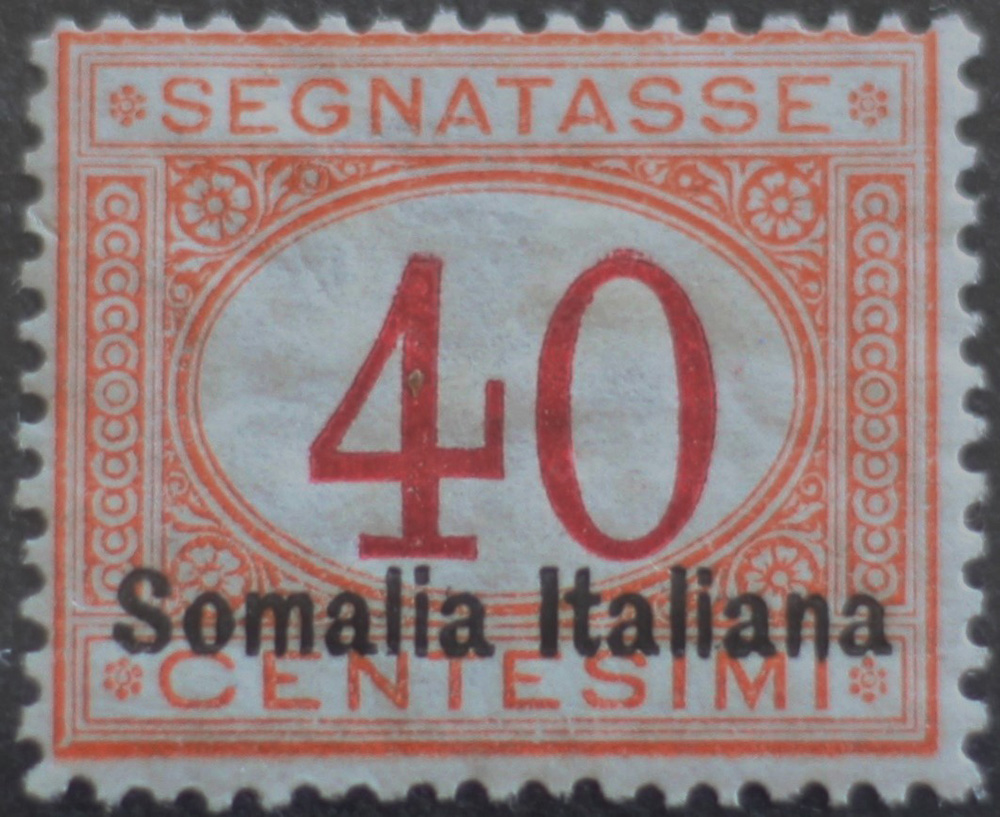 SEGNATASSE
40
Somalia Italiana
CENTESIMI